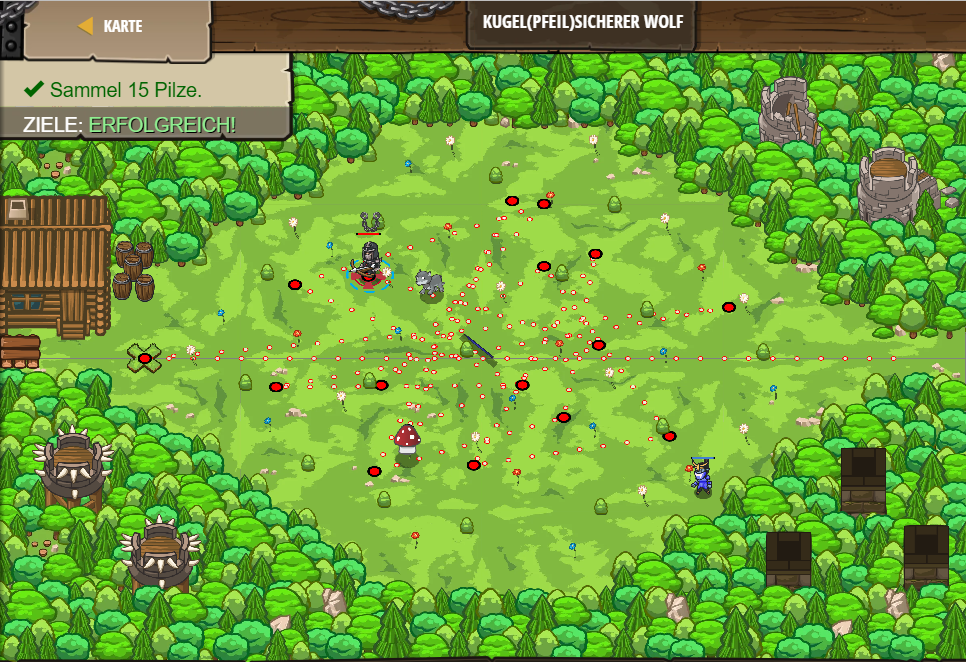 KARTE
KUGEL(PFEIL)SICHERER WOLF
Sammel 15 Pilze.
ZIELE: ERFOLGREICH!